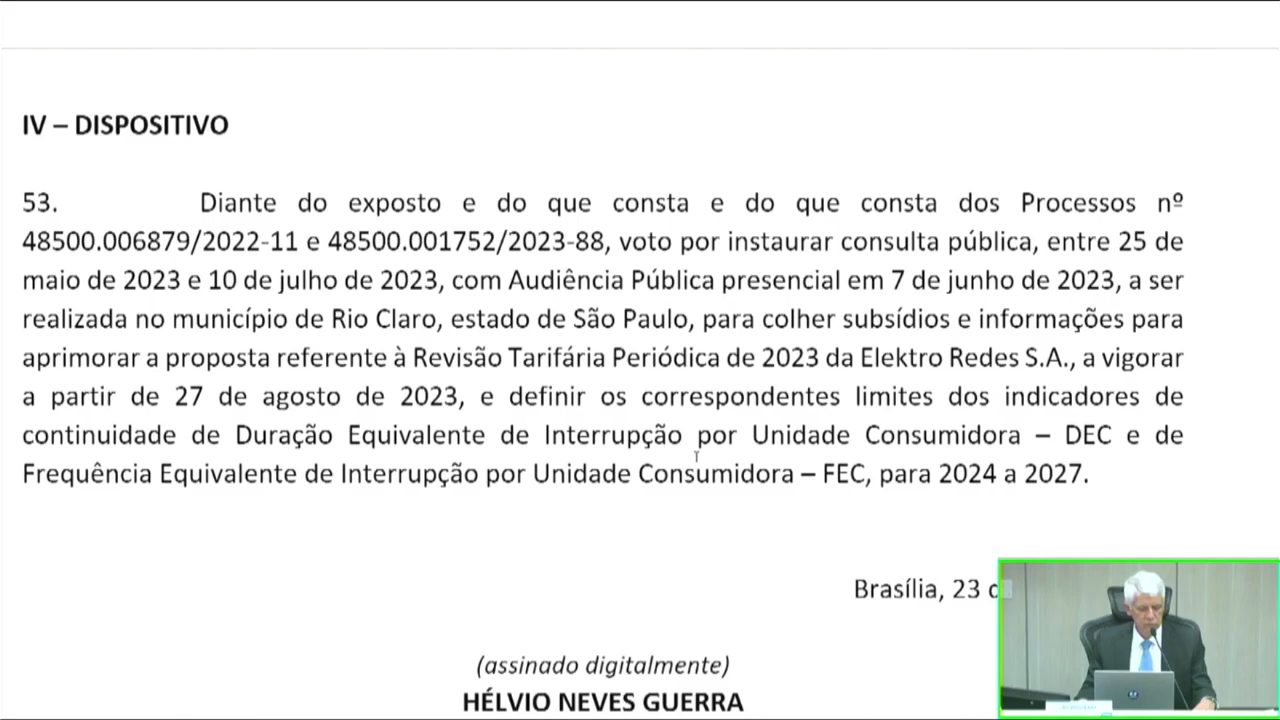 IV – DISPOSITIVO
53. Diante do exposto e do que consta e do que consta dos Processos nº
48500.006879/2022-11 e 48500.001752/2023-88, voto por instaurar consulta pública, entre 25 de
maio de 2023 e 10 de julho de 2023, com Audiência Pública presencial em 7 de junho de 2023, a ser
realizada no município de Rio Claro, estado de São Paulo, para colher subsídios e informações para
aprimorar a proposta referente à Revisão Tarifária Periódica de 2023 da Elektro Redes S.A., a vigorar
a partir de 27 de agosto de 2023, e definir os correspondentes limites dos indicadores de
continuidade de Duração Equivalente de Interrupção por Unidade Consumidora – DEC e de
Frequência Equivalente de Interrupção por Unidade Consumidora – FEC, para 2024 a 2027.
Brasília, 23
(assinado digitalmente)
HÉLVIO NEVES GUERRA